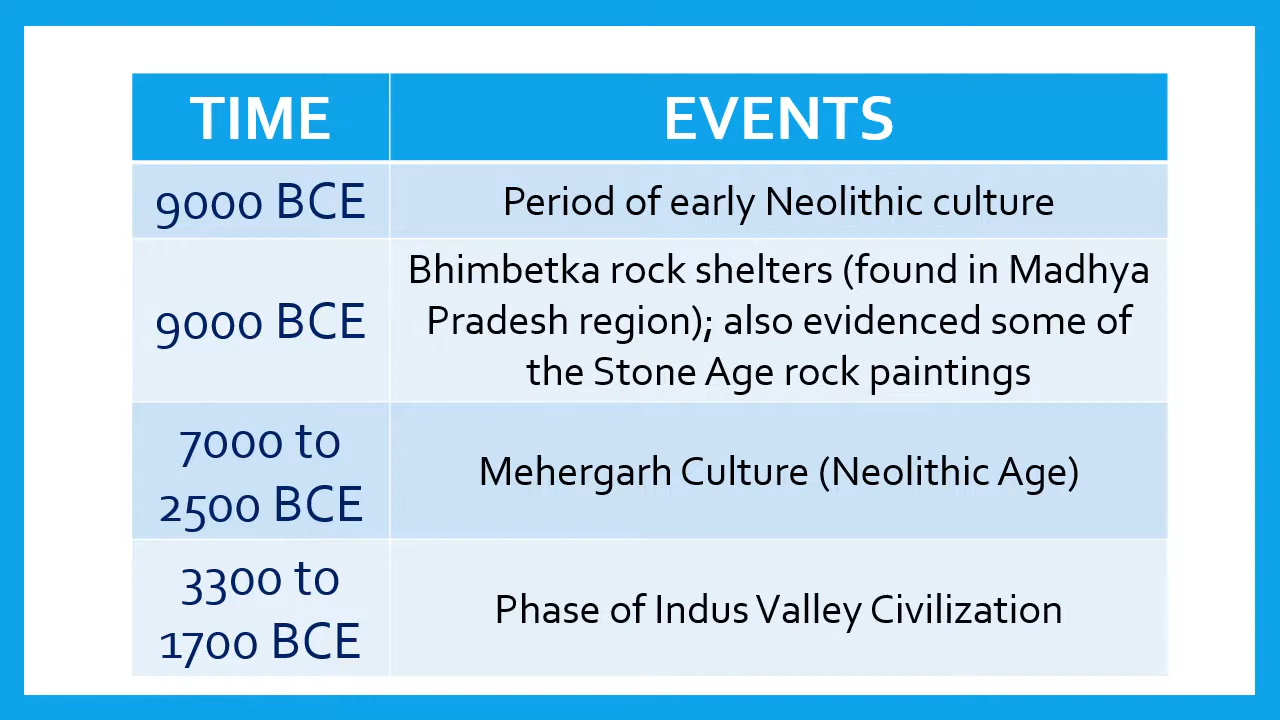 TIME
EVENTS
9000 BCE
Period of early Neolithic culture
9000 BCE
Bhimbetka rock shelters (found in Madhya
Pradesh region); also evidenced some of
the Stone Age rock paintings
7000 to
2500 BCE
Mehergarh Culture (Neolithic Age)
3300 to
1700 BCE
Phase of Indus Valley Civilization